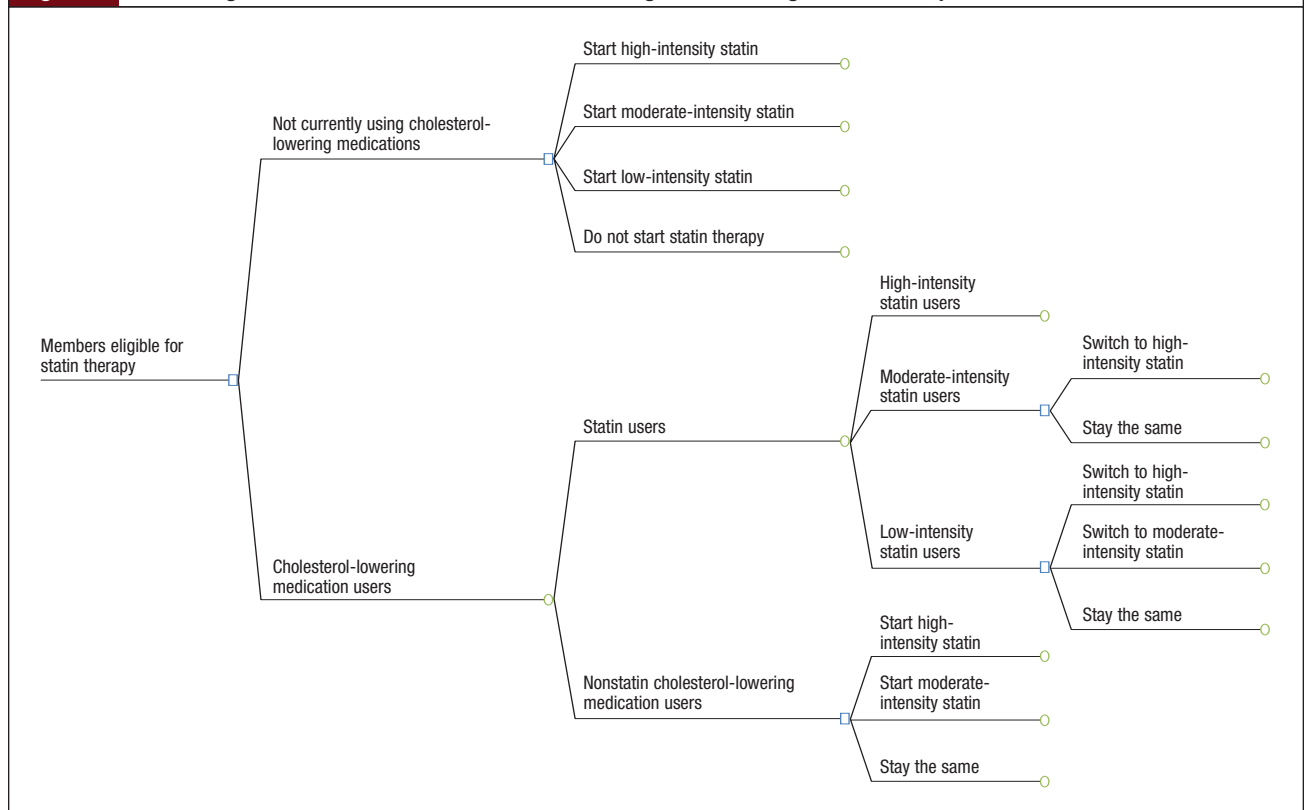 Start high-intensity statin
Start moderate-intensity statin
Not currently using cholesterol-
lowering medications
Start low-intensity statin
Do not start statin therapy
High-intensity
statin users
Members eligible for
statin therapy
Switch to high-
intensity statin
Moderate-intensity
statin users
Statin users
Stay the same
Switch to high-
intensity statin
Low-intensity
statin users
Switch to moderate-
intensity statin
Cholesterol-lowering
medication users
Stay the same
Start high-
intensity statin
Nonstatin cholesterol-lowering
medication users
Start moderate-
intensity statin
Stay the same